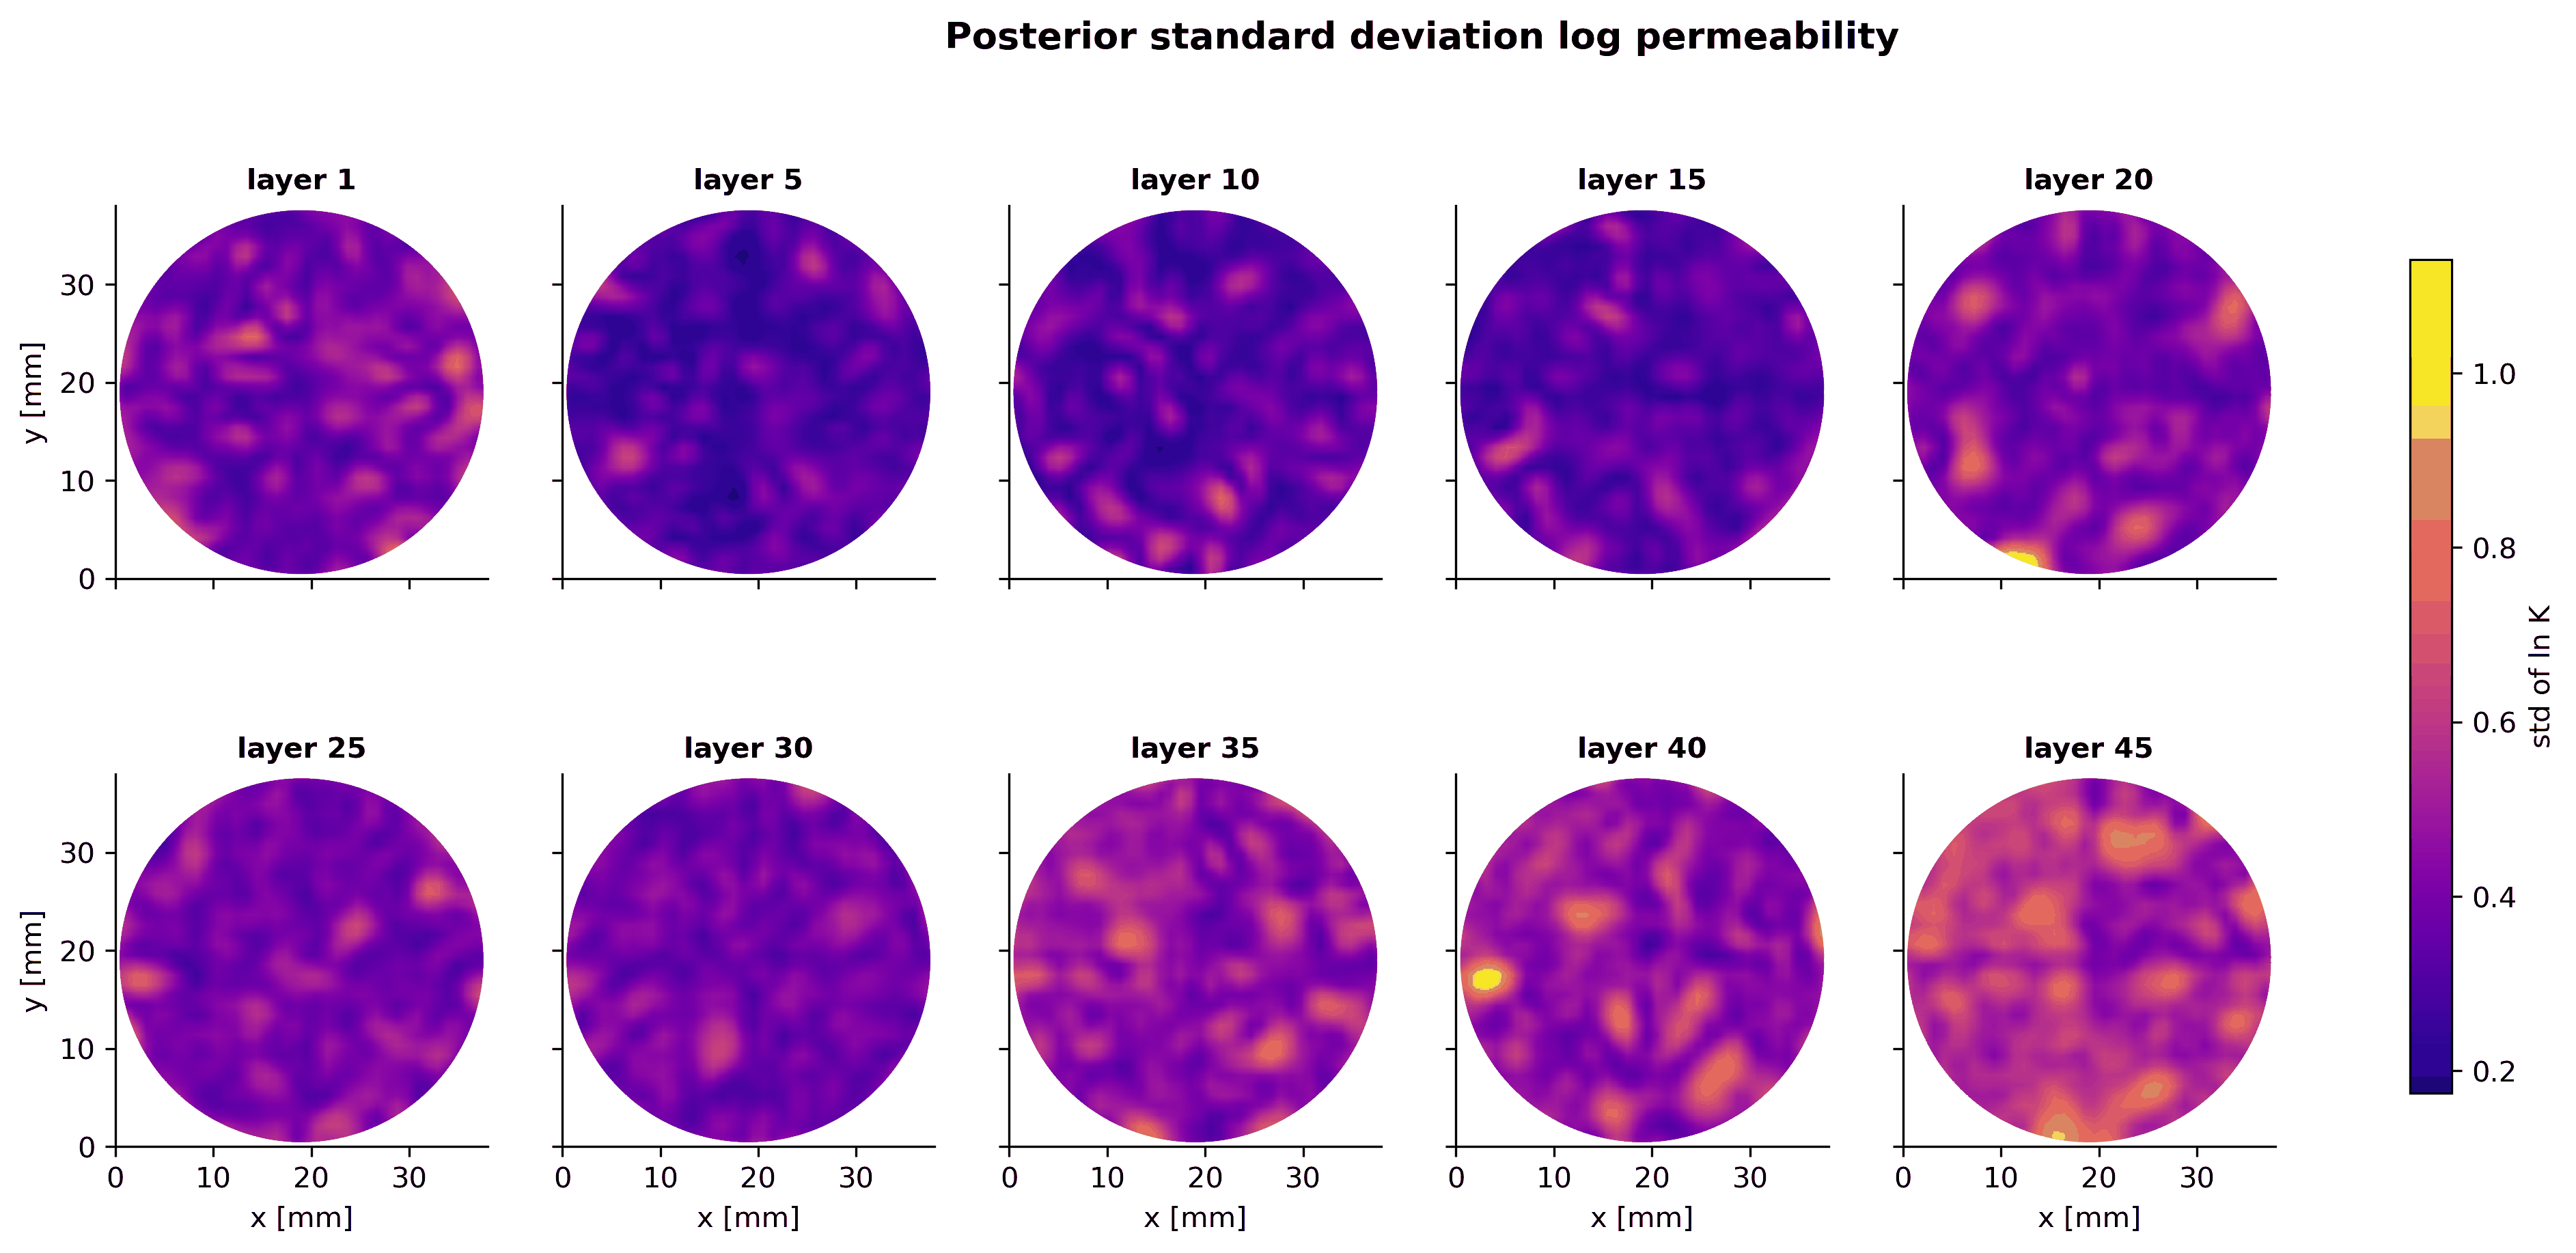 Posterior standard deviation log permeability
layer 1
layer 5
layer 10
layer 15
layer 20
30
20
10
0
y [mm]
1.0
0.8
0.6
0.4
0.2
std of ln K
layer 25
layer 30
layer 35
layer 40
layer 45
30
20
10
0
y [mm]
0 10 20 30
0 10 20 30
0 10 20 30
0 10 20 30
0 10 20 30
x [mm]
x [mm]
x [mm]
x [mm]
x [mm]